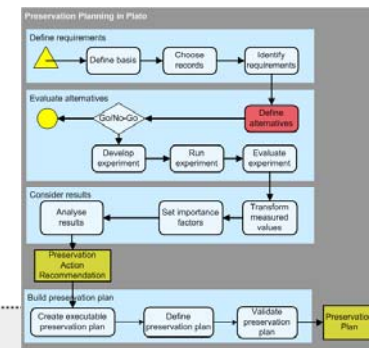 Preservation Planning in Plato
Define requirements
Define basis
Choose
records
Identify
requirements
Evaluate alternatives
Go/No-Go
Define
alternatives
Develop
experiment
Run
experiment
Evaluate
experiment
Consider results
Analyse
results
Set importance
factors
Transform
measured
values
Preservation
Action
Recommendation
Build preservation plan
Create executable
preservation plan
Define
preservation plan
Validate
preservation
plan
Preservation
Plan